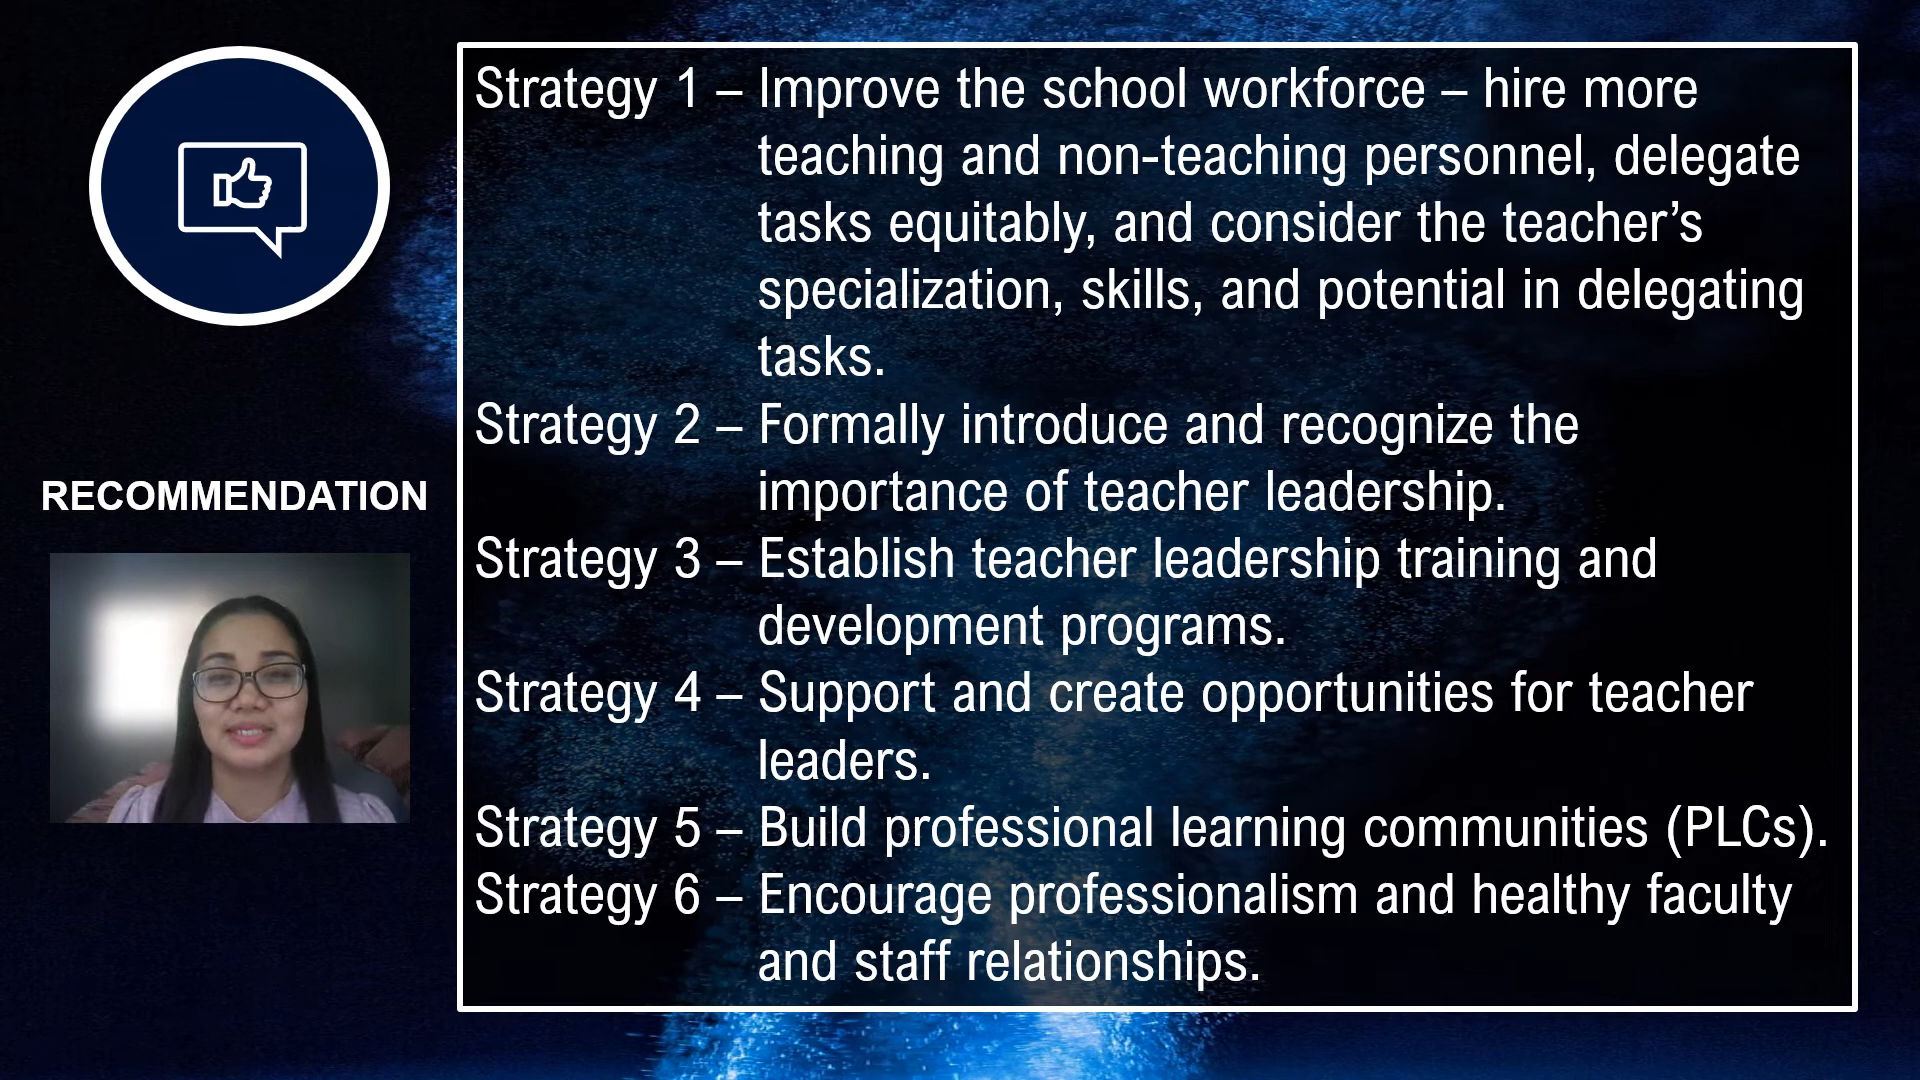 Strategy 1 – Improve the school workforce – hire more
teaching and non-teaching personnel, delegate
tasks equitably, and consider the teacher’s
specialization, skills, and potential in delegating
tasks.
Strategy 2 – Formally introduce and recognize the
importance of teacher leadership.
Strategy 3 – Establish teacher leadership training and
development programs.
Strategy 4 – Support and create opportunities for teacher
leaders.
Strategy 5 – Build professional learning communities (PLCs).
Strategy 6 – Encourage professionalism and healthy faculty
and staff relationships.
RECOMMENDATION